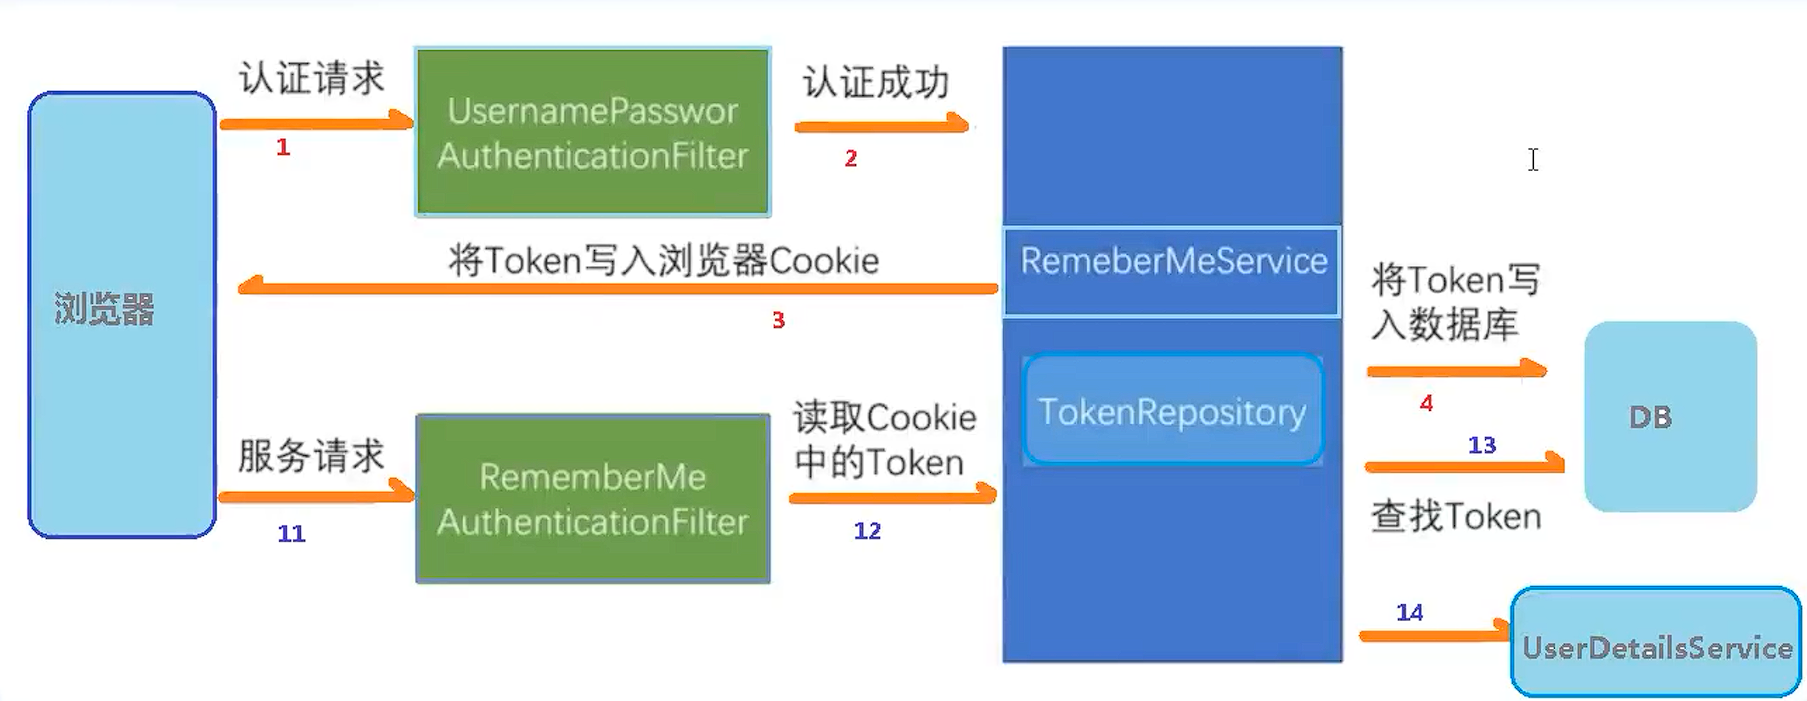 认证请求
1
UsernamePasswor
AuthenticationFilter
认证成功
2
将Token写入浏览器Cookie
3
浏览器
RemeberMeService
将Token写
入数据库
4
TokenRepository
DB
服务请求
11
RememberMe
AuthenticationFilter
读取Cookie
中的Token
12
13
查找Token
14
UserDetailsService